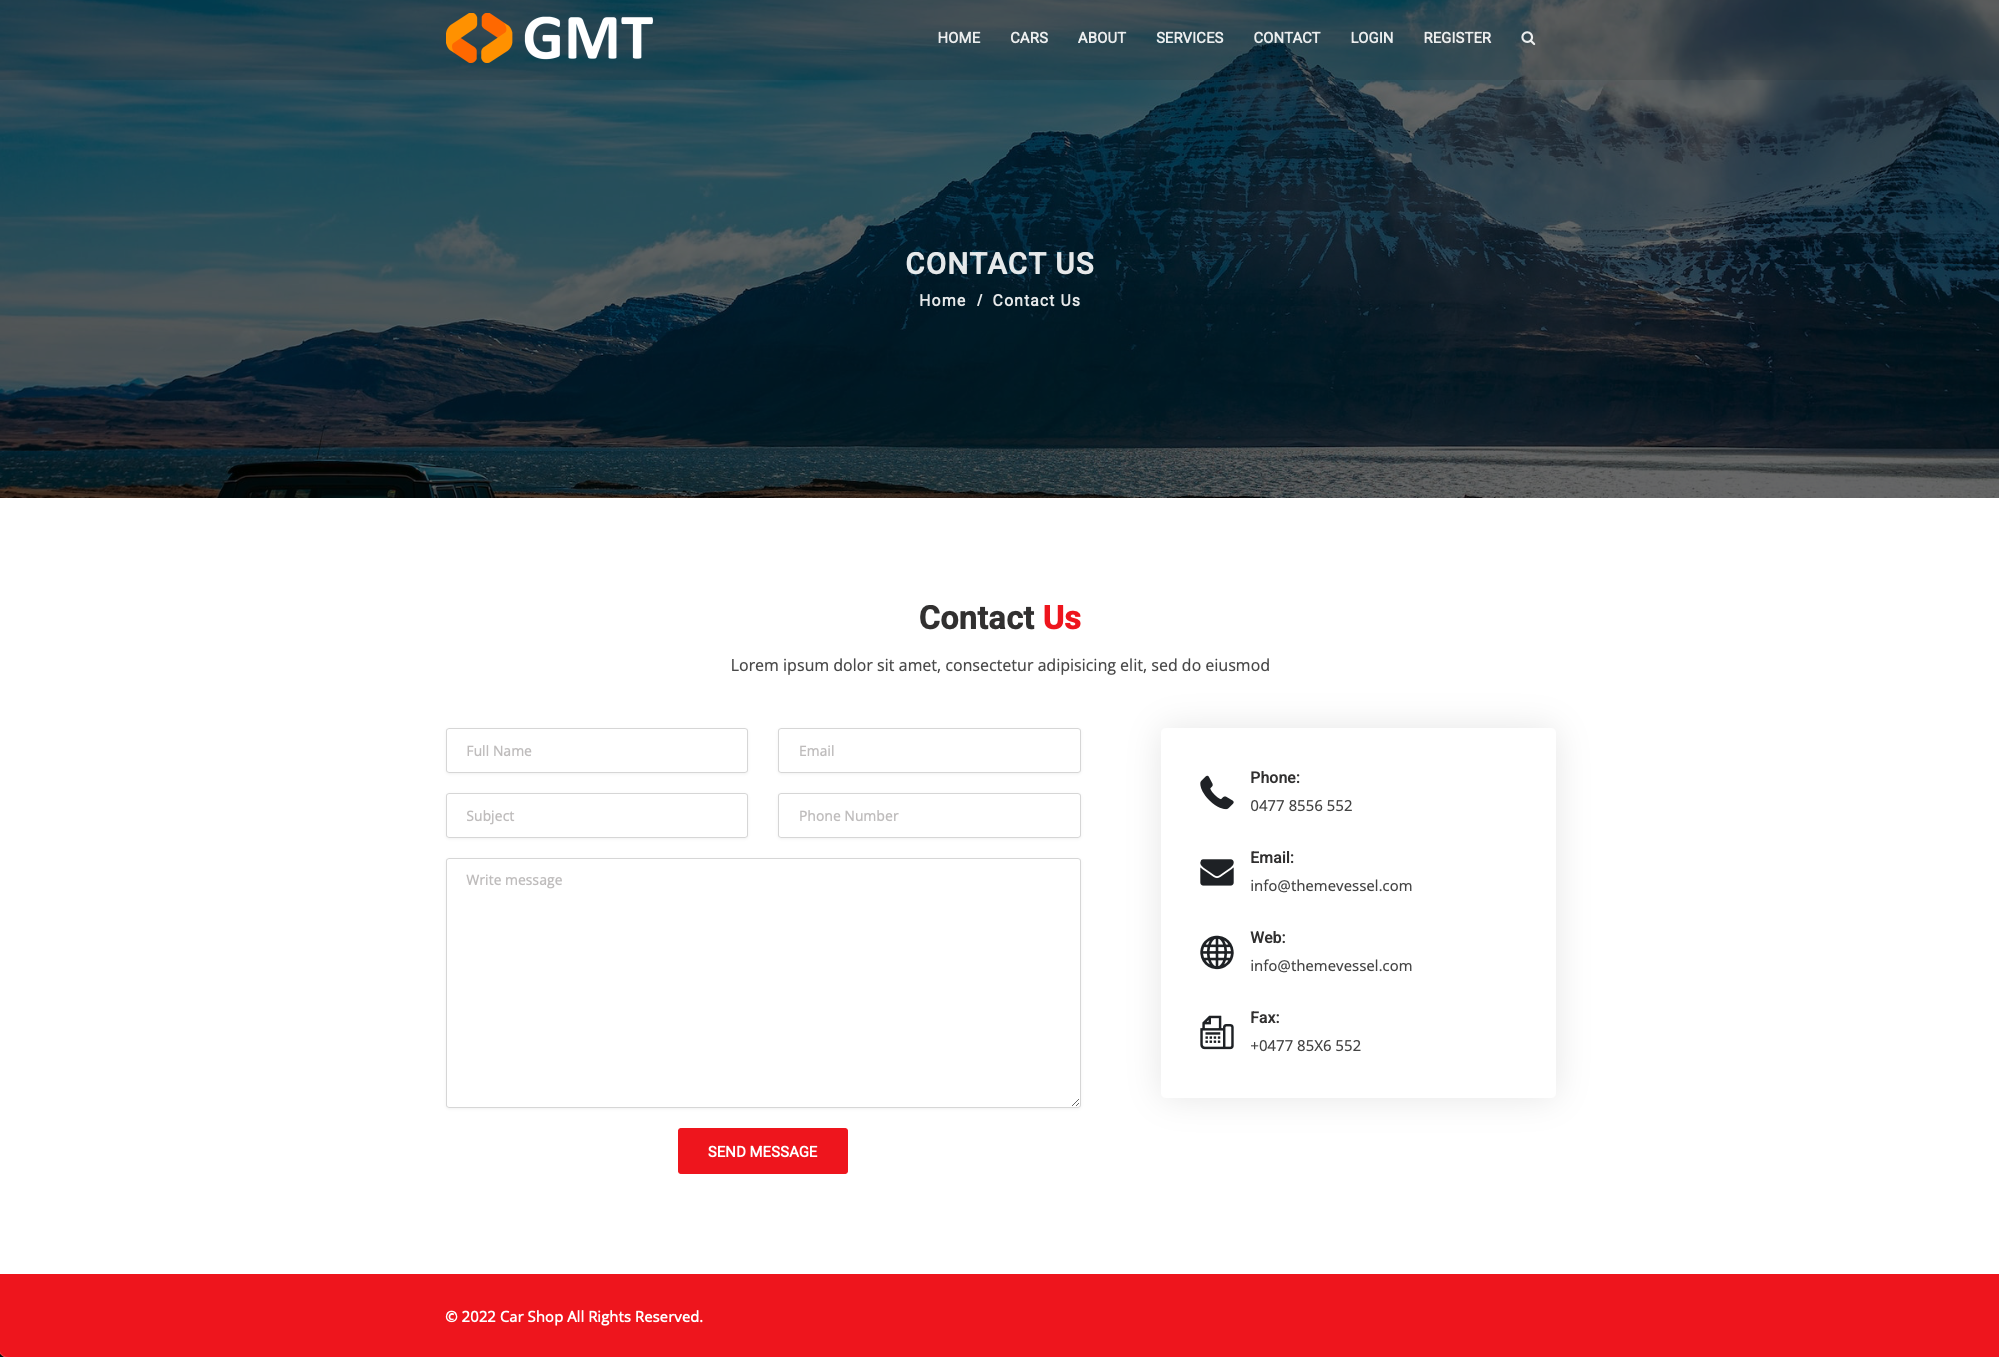 GMT
HOME CARS ABOUT SERVICES CONTACT LOGIN REGISTER
CONTACT US
Home / Contact Us
Contact Us
Lorem ipsum dolor sit amet, consectetur adipisicing elit, sed do eiusmod
Full Name
Email
Subject
Phone Number
Write message
SEND MESSAGE
Phone:
0477 8556 552
Email:
info@themevessel.com
Web:
info@themevessel.com
Fax:
+0477 85X6 552
© 2022 Car Shop All Rights Reserved.